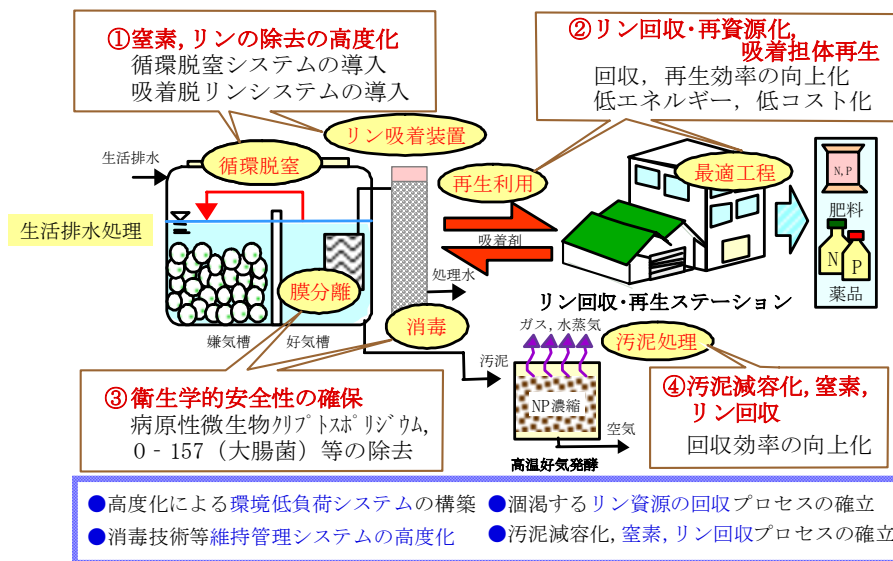 ①窒素, リンの除去の高度化
循環脱窒システムの導入
吸着脱リンシステムの導入
②リン回収・再資源化,
吸着担体再生
回収, 再生効率の向上化
低エネルギー, 低コスト化
リン吸着装置
生活排水
循環脱窒
再生利用
最適工程
N,P
肥料
生活排水処理
吸着剤
N
P
膜分離
処理水
リン回収・再生ステーション
薬品
消毒
ガス, 水蒸気
汚泥処理
嫌気槽
好気槽
汚泥
③衛生学的安全性の確保
病原性微生物ｸﾘﾌﾟﾄｽﾎﾟﾘｼﾞｳﾑ,
O‐157（大腸菌）等の除去
NP濃縮
空気
高温好気発酵
④汚泥減容化, 窒素,
リン回収
回収効率の向上化
●高度化による環境低負荷システムの構築
●涸渇するリン資源の回収プロセスの確立
●消毒技術等維持管理システムの高度化
●汚泥減容化, 窒素, リン回収プロセスの確立